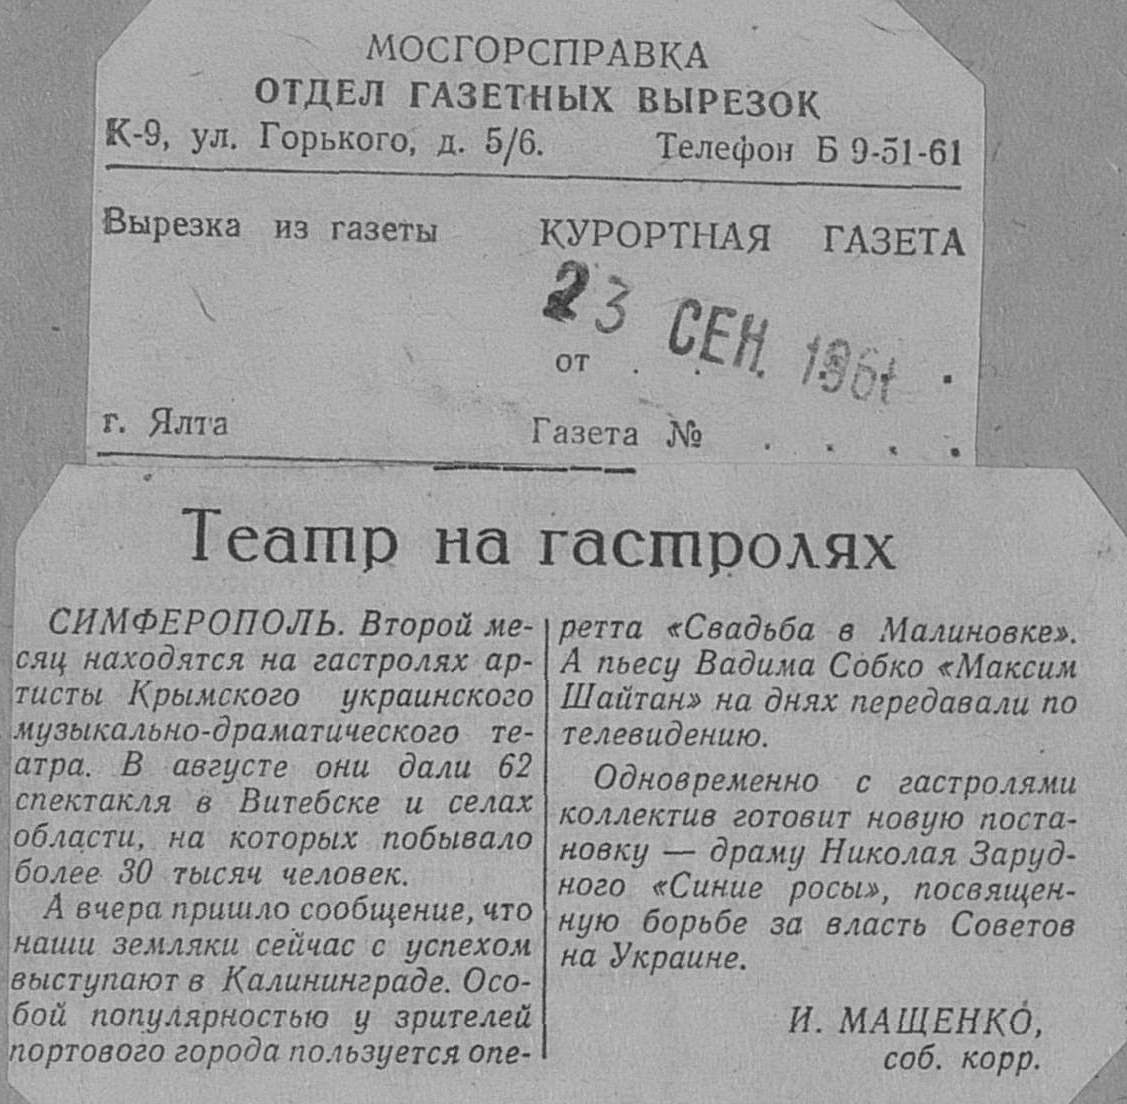 МОСГОРСПРАВКА
ОТДЕЛ ГАЗЕТНЫХ ВЫРЕЗОК
К-9, ул. Горького, д. 5/6. Телефон Б 9-51-61
Вырезка из газеты КУРОРТНАЯ ГАЗЕТА
23 СЕН. 1961
от . . . .
г. Ялта Газета № . . . .
Театр на гастролях
СИМФЕРОПОЛЬ. Второй ме-
сяц находятся на гастролях ар-
тисты Крымского украинского
музыкально-драматического те-
атра. В августе они дали 62
спектакля в Витебске и селах
области, на которых побывало
более 30 тысяч человек.
А вчера пришло сообщение, что
наши земляки сейчас с успехом
выступают в Калининграде. Осо-
бой популярностью у зрителей
портового города пользуется опе-
ретта «Свадьба в Малиновке».
А пьесу Вадима Собко «Максим
Шайтан» на днях передавали по
телевидению.
Одновременно с гастролями
коллектив готовит новую поста-
новку — драму Николая Заруд-
ного «Синие росы», посвящен-
ную борьбе за власть Советов
на Украине.
И. МАЩЕНКО,
соб. корр.